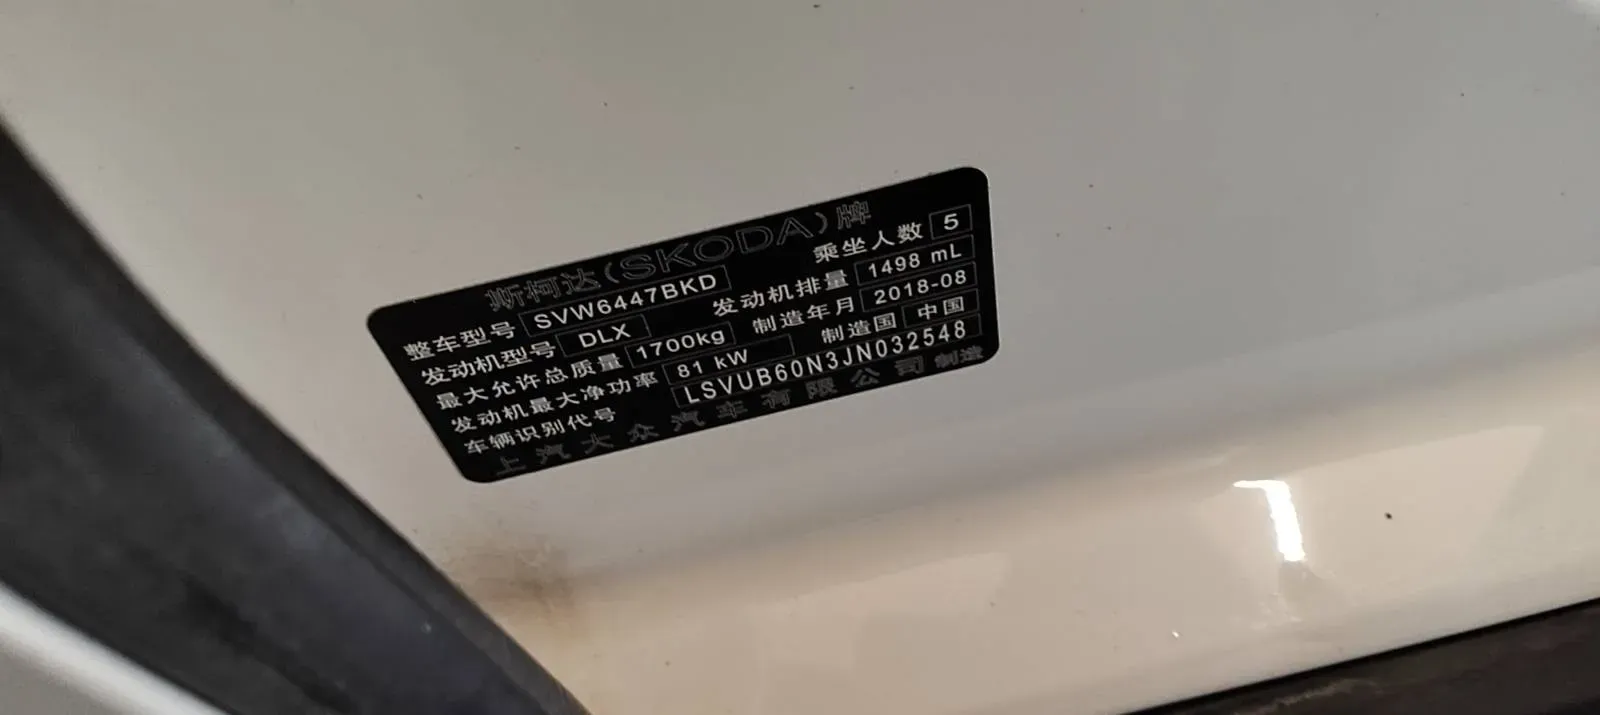 斯柯达(SKODA)牌
整车型号 SVW6447BKD 乘坐人数 5
发动机型号 DLX 发动机排量 1498 mL
最大允许总质量 1700kg 制造年月 2018-08
发动机最大净功率 81 kW 制造国 中国
车辆识别代号 LSVUB60N3JN032548
上汽大众汽车有限公司制造